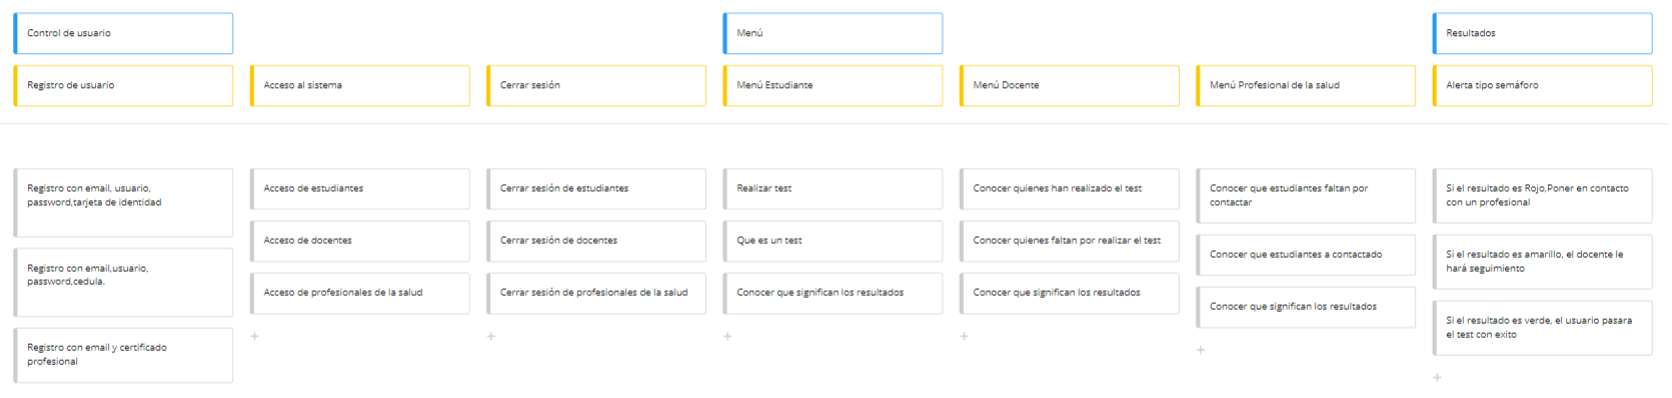 Control de usuario
Menú
Resultados
Registro de usuario
Acceso al sistema
Cerrar sesión
Menú Estudiante
Menú Docente
Menú Profesional de la salud
Alerta tipo semáforo
Registro con email, usuario,
password,tarjeta de identidad
Registro con email,usuario,
password,cedula.
Registro con email y certificado
profesional
Acceso de estudiantes
Acceso de docentes
Acceso de profesionales de la salud
+
Cerrar sesión de estudiantes
Cerrar sesión de docentes
Cerrar sesión de profesionales de la salud
+
Realizar test
Que es un test
Conocer que significan los resultados
+
Conocer quienes han realizado el test
Conocer quienes faltan por realizar el test
Conocer que significan los resultados
+
Conocer que estudiantes faltan por
contactar
Conocer que estudiantes a contactado
Conocer que significan los resultados
+
Si el resultado es Rojo,Poner en contacto
con un profesional
Si el resultado es amarillo, el docente le
hará seguimiento
Si el resultado es verde, el usuario pasara
el test con exito
+